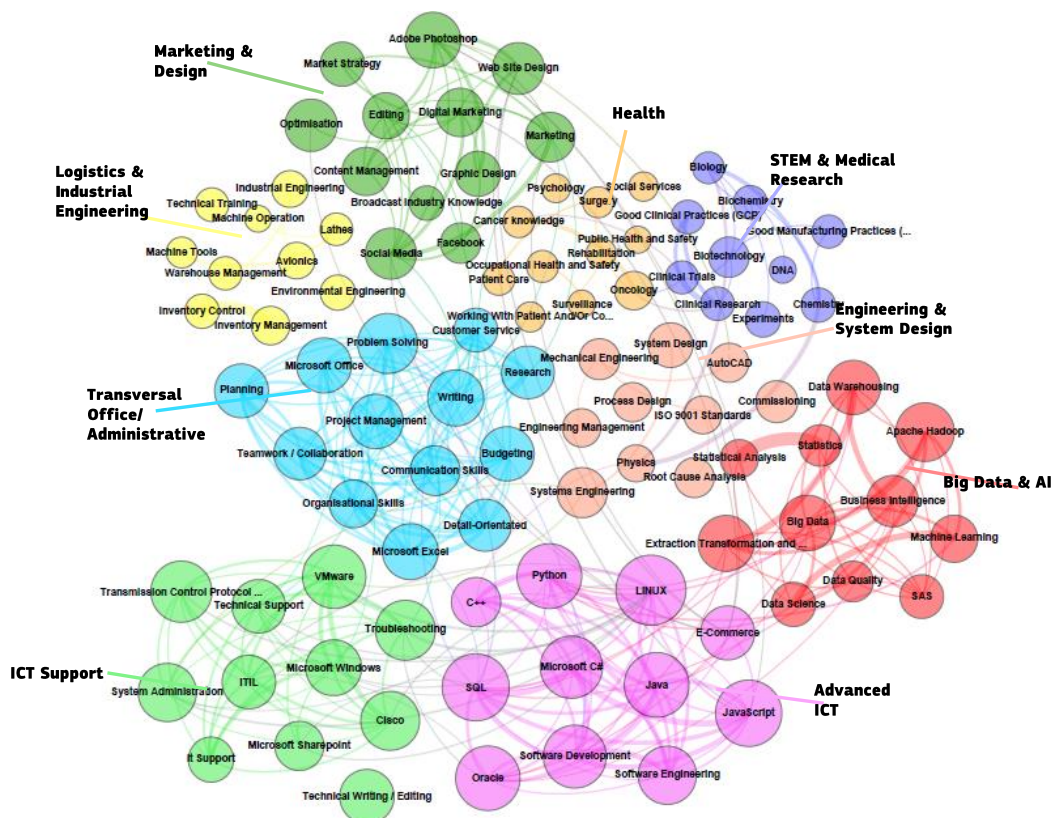 Adobe Photoshop
Marketing &
Design
Market Strategy
Web Site Design
Editing
Digital Marketing
Optimisation
Marketing
Health
Content Management
Graphic Design
Logistics &
Industrial
Engineering
Industrial Engineering
Psychology
Social Services
Biology
STEM & Medical
Research
Technical Training
Broadcast Industry Knowledge
Surgery
Biochemistry
Machine Operation
Cancer knowledge
Good Clinical Practices (GCP)
Lathes
Public Health and Safety
Good Manufacturing Practices (...
Machine Tools
Social Media
Facebook
Rehabilitation
Biotechnology
Avionics
Warehouse Management
Occupational Health and Safety
Patient Care
Clinical Trials
DNA
Environmental Engineering
Oncology
Inventory Control
Surveillance
Clinical Research
Chemistry
Engineering &
System Design
Inventory Management
Working With Patient And/Or Co...
Experiments
Customer Service
Problem Solving
System Design
Microsoft Office
Mechanical Engineering
AutoCAD
Research
Planning
Data Warehousing
Transversal
Office/
Administrative
Writing
Process Design
Commissioning
Project Management
ISO 9001 Standards
Engineering Management
Apache Hadoop
Statistics
Teamwork / Collaboration
Budgeting
Statistical Analysis
Communication Skills
Physics
Root Cause Analysis
Big Data & AI
Systems Engineering
Business Intelligence
Organisational Skills
Big Data
Detail-Oriented
Machine Learning
Extraction Transformation and ...
Microsoft Excel
VMware
Python
Data Quality
Transmission Control Protocol ...
LINUX
SAS
Technical Support
C++
Data Science
Troubleshooting
E-Commerce
ICT Support
Microsoft Windows
Microsoft C#
ITIL
Java
System Administration
SQL
Advanced
ICT
JavaScript
Cisco
Microsoft Sharepoint
It Support
Software Development
Software Engineering
Oracle
Technical Writing / Editing